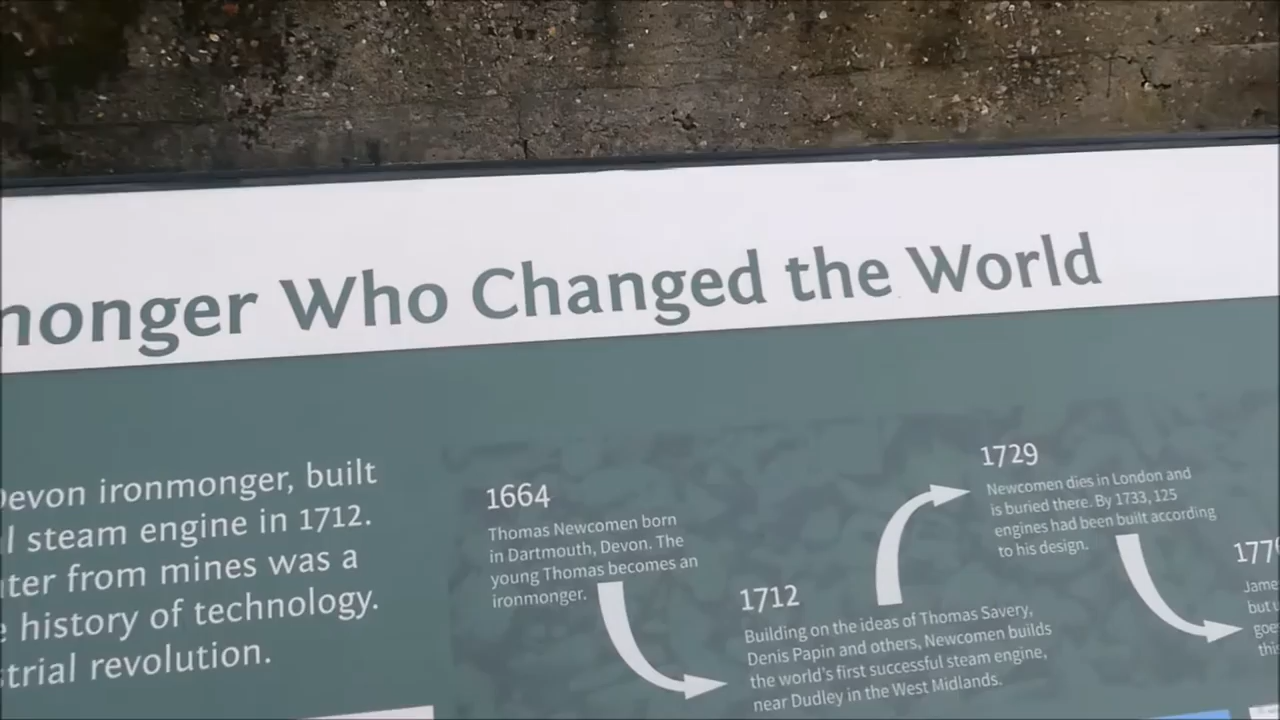 Who Changed the World
ironmonger, built
steam engine in 1712.
from mines was a
history of technology.
revolution.
1664
Thomas Newcomen born
in Dartmouth, Devon. The
young Thomas becomes an
ironmonger.
1712
Building on the ideas of Thomas Savery,
Denis Papin and others, Newcomen builds
the world's first successful steam engine,
near Dudley in the West Midlands.
1729
Newcomen dies in London and
is buried there. By 1733, 125
engines had been built according
to his design.